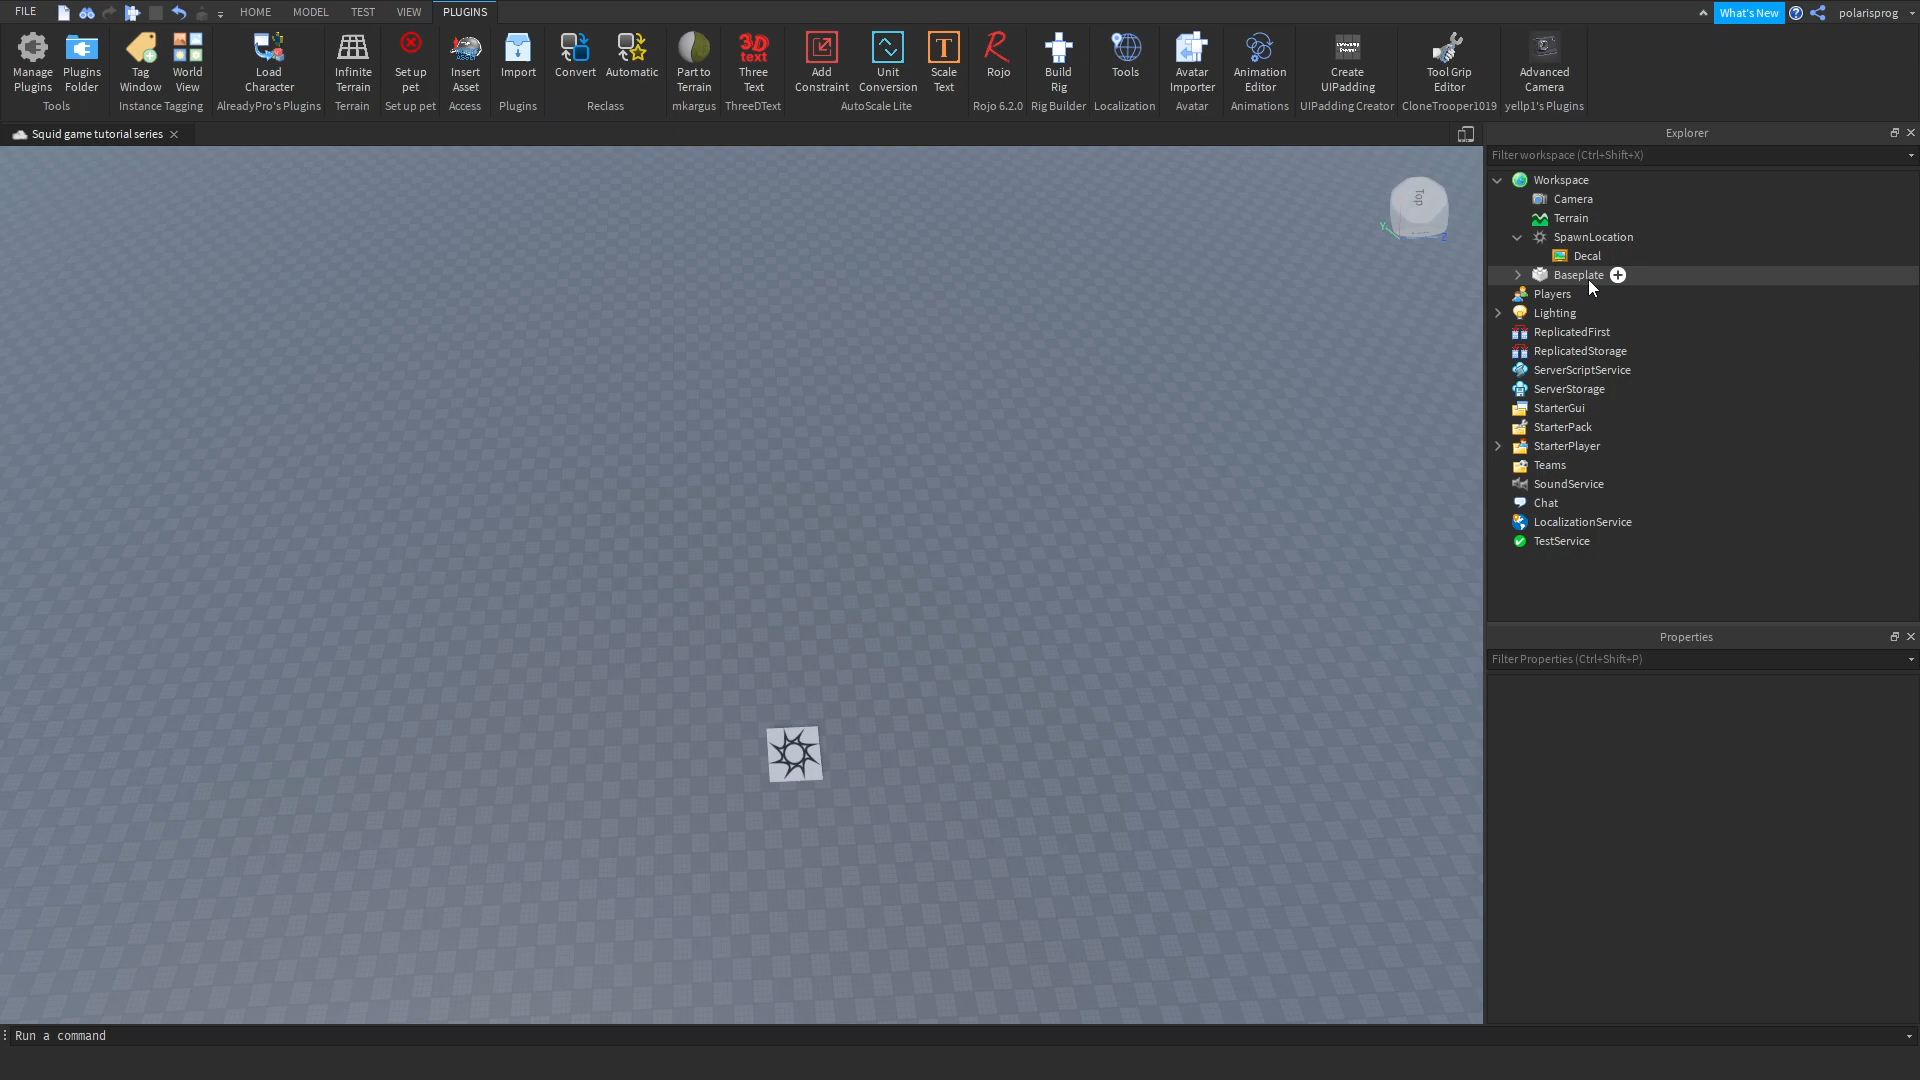 FILE HOME MODEL TEST VIEW PLUGINS What's New polarisprog
Manage Plugins Folder Tag Window World View Load Character Infinite Terrain Set up pet Insert Asset Import Convert Automatic Part to Terrain 3D text Three Text Add Constraint Unit Conversion T Scale Text R Rojo Build Rig Tools Avatar Importer Animation Editor Create UIPadding Tool Grip Editor Advanced Camera
Tools Instance Tagging AlreadyPro's Plugins Terrain Set up pet Access Plugins Reclass mkargus ThreeDText AutoScale Lite Rojo 6.2.0 Rig Builder Localization Avatar Animations UIPadding Creator CloneTrooper1019 yellp1's Plugins
Squid game tutorial series
Top
Y
Z
Explorer
Filter workspace (Ctrl+Shift+X)
Workspace
Camera
Terrain
SpawnLocation
Decal
Baseplate
Players
Lighting
ReplicatedFirst
ReplicatedStorage
ServerScriptService
ServerStorage
StarterGui
StarterPack
StarterPlayer
Teams
SoundService
Chat
LocalizationService
TestService
Properties
Filter Properties (Ctrl+Shift+P)
Run a command